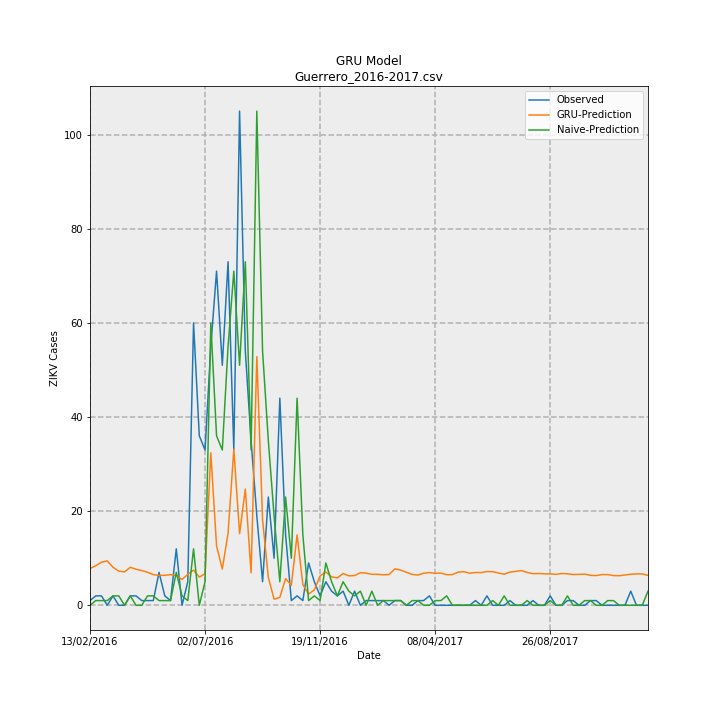 GRU Model
Guerrero_2016-2017.csv
Observed
GRU-Prediction
Naive-Prediction
ZIKV Cases
100
80
60
40
20
0
13/02/2016 02/07/2016 19/11/2016 08/04/2017 26/08/2017
Date